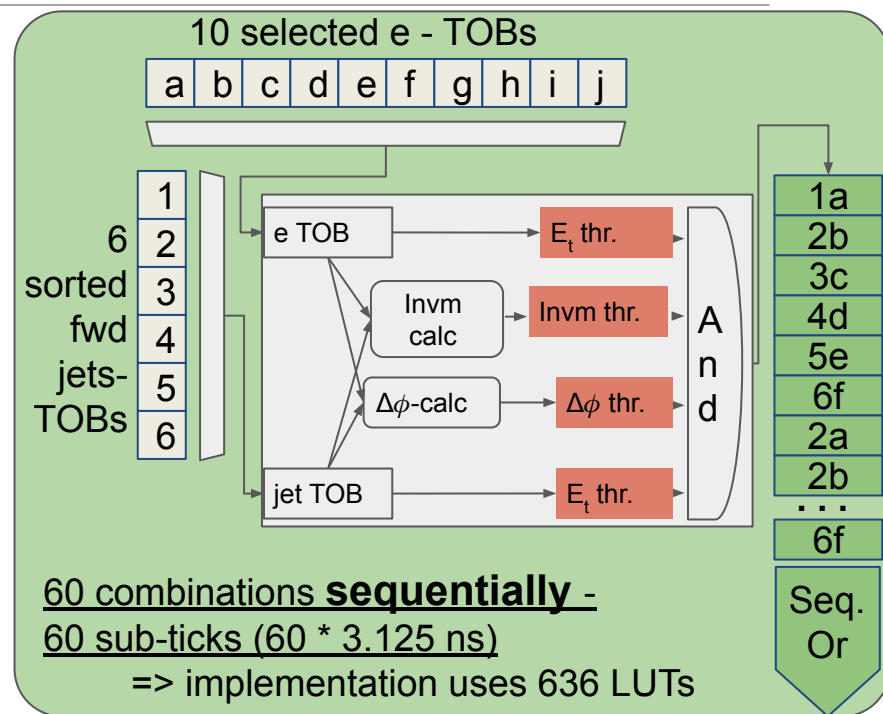 10 selected e - TOBs
a b c d e f g h i j
6
sorted
fwd
jets-
TOBs
1
2
3
4
5
6
e TOB
E_t thr.
Invm
calc
Invm thr.
Δϕ-calc
Δϕ thr.
jet TOB
E_t thr.
A
n
d
1a
2b
3c
4d
5e
6f
2a
2b
...
6f
Seq.
Or
60 combinations sequentially -
60 sub-ticks (60 * 3.125 ns)
=> implementation uses 636 LUTs